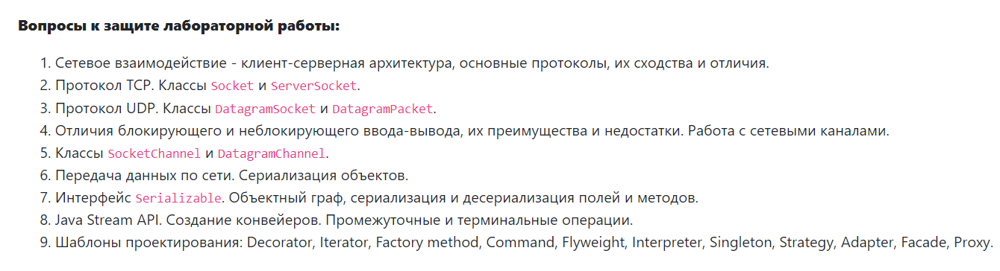 Вопросы к защите лабораторной работы:
1. Сетевое взаимодействие - клиент-серверная архитектура, основные протоколы, их сходства и отличия.
2. Протокол TCP. Классы Socket и ServerSocket.
3. Протокол UDP. Классы DatagramSocket и DatagramPacket.
4. Отличия блокирующего и неблокирующего ввода-вывода, их преимущества и недостатки. Работа с сетевыми каналами.
5. Классы SocketChannel и DatagramChannel.
6. Передача данных по сети. Сериализация объектов.
7. Интерфейс Serializable. Объектный граф, сериализация и десериализация полей и методов.
8. Java Stream API. Создание конвейеров. Промежуточные и терминальные операции.
9. Шаблоны проектирования: Decorator, Iterator, Factory method, Command, Flyweight, Interpreter, Singleton, Strategy, Adapter, Facade, Proxy.